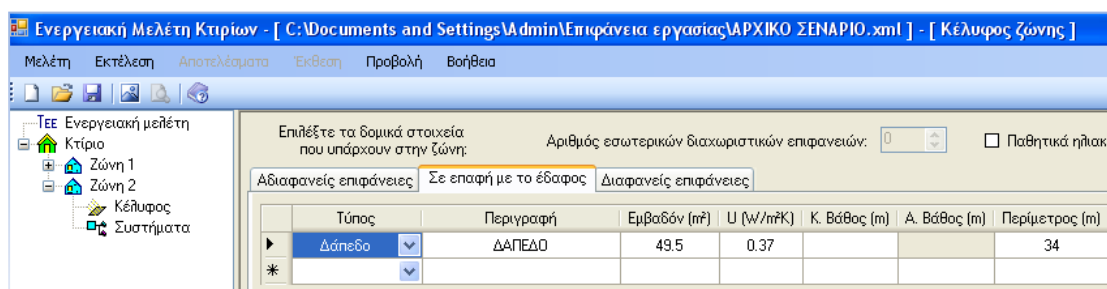 Ενεργειακή Μελέτη Κτιρίων - [ C:\Documents and Settings\Admin\Επιφάνεια εργασίας\ΑΡΧΙΚΟ ΣΕΝΑΡΙΟ.xml ] - [ Κέλυφος ζώνης ]
Μελέτη Εκτέλεση Αποτελέσματα Έκθεση Προβολή Βοήθεια
ΤΕΕ Ενεργειακή μελέτη
Κτίριο
Ζώνη 1
Ζώνη 2
Κέλυφος
Συστήματα
Επιλέξτε τα δομικά στοιχεία
που υπάρχουν στην ζώνη:
Αριθμός εσωτερικών διαχωριστικών επιφανειών: 0
Παθητικά ηλιακ
Αδιαφανείς επιφάνειες Σε επαφή με το έδαφος Διαφανείς επιφάνειες
Τύπος Περιγραφή Εμβαδόν (m²) U (W/m²K) Κ. Βάθος (m) Α. Βάθος (m) Περίμετρος (m)
Δάπεδο ΔΑΠΕΔΟ 49.5 0.37 34